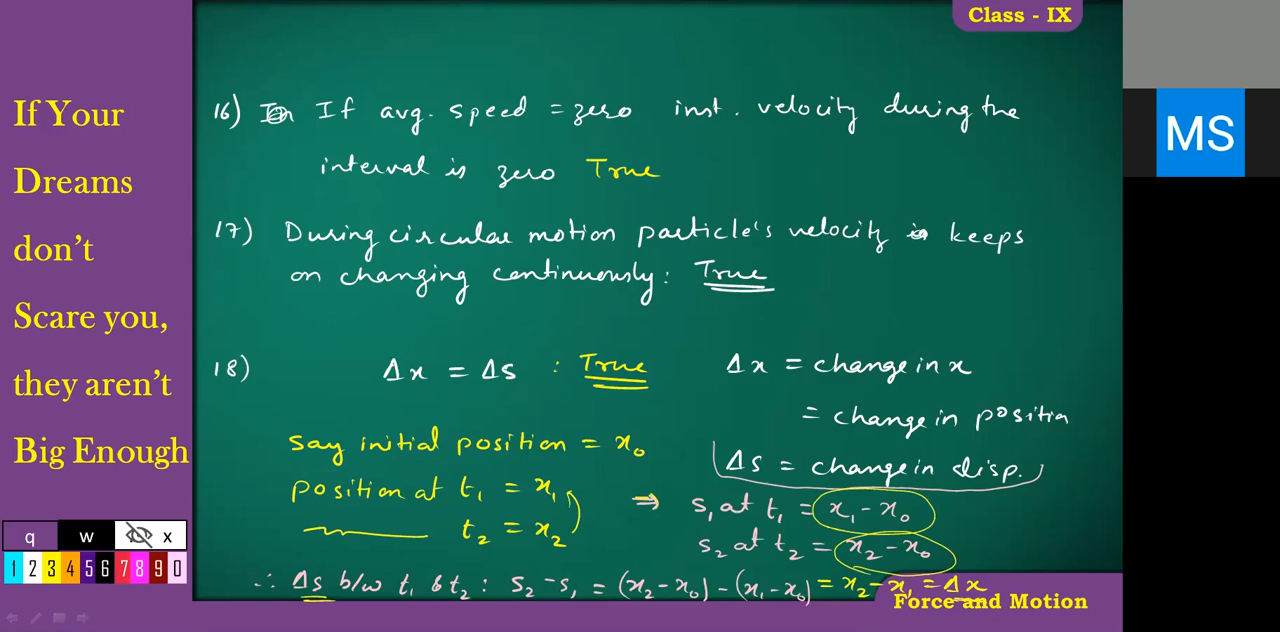 Class - IX
If Your
Dreams
don't
Scare you,
they aren't
Big Enough
MS
16) If avg. speed = zero inst. velocity during the
interval is zero True
17) During circular motion particle's velocity keeps
on changing continuously: True
18) Δx = Δs : True
Δx = change in x
= change in position
Δs = change in disp.
Say initial position = x₀
position at t₁ = x₁
t₂ = x₂
⇒ s₁ at t₁ = x₁ - x₀
s₂ at t₂ = x₂ - x₀
∴ Δs b/w t₁ & t₂ : s₂ - s₁ = (x₂ - x₀) - (x₁ - x₀) = x₂ - x₁ = Δx
Force and Motion
q w x
1 2 3 4 5 6 7 8 9 0